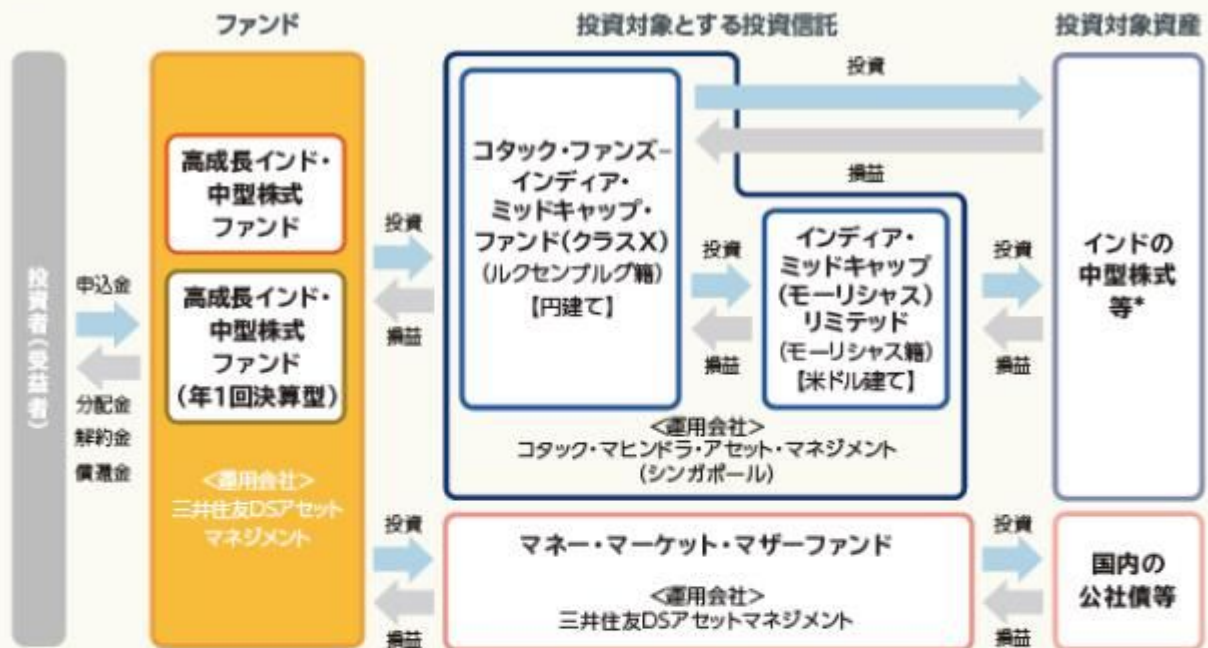 ファンド
投資対象とする投資信託
投資対象資産
投資者(受益者)
申込金
分配金
解約金
償還金
高成長インド・
中型株式
ファンド
高成長インド・
中型株式
ファンド
(年1回決算型)
<運用会社>
三井住友DSアセット
マネジメント
投資
損益
コタック・ファンズ−
インディア・
ミッドキャップ・
ファンド(クラスX)
(ルクセンブルグ籍)
【円建て】
投資
損益
投資
損益
インディア・
ミッドキャップ
(モーリシャス)
リミテッド
(モーリシャス籍)
【米ドル建て】
<運用会社>
コタック・マヒンドラ・アセット・マネジメント
(シンガポール)
投資
損益
インドの
中型株式
等*
投資
損益
マネー・マーケット・マザーファンド
<運用会社>
三井住友DSアセットマネジメント
投資
損益
国内の
公社債等